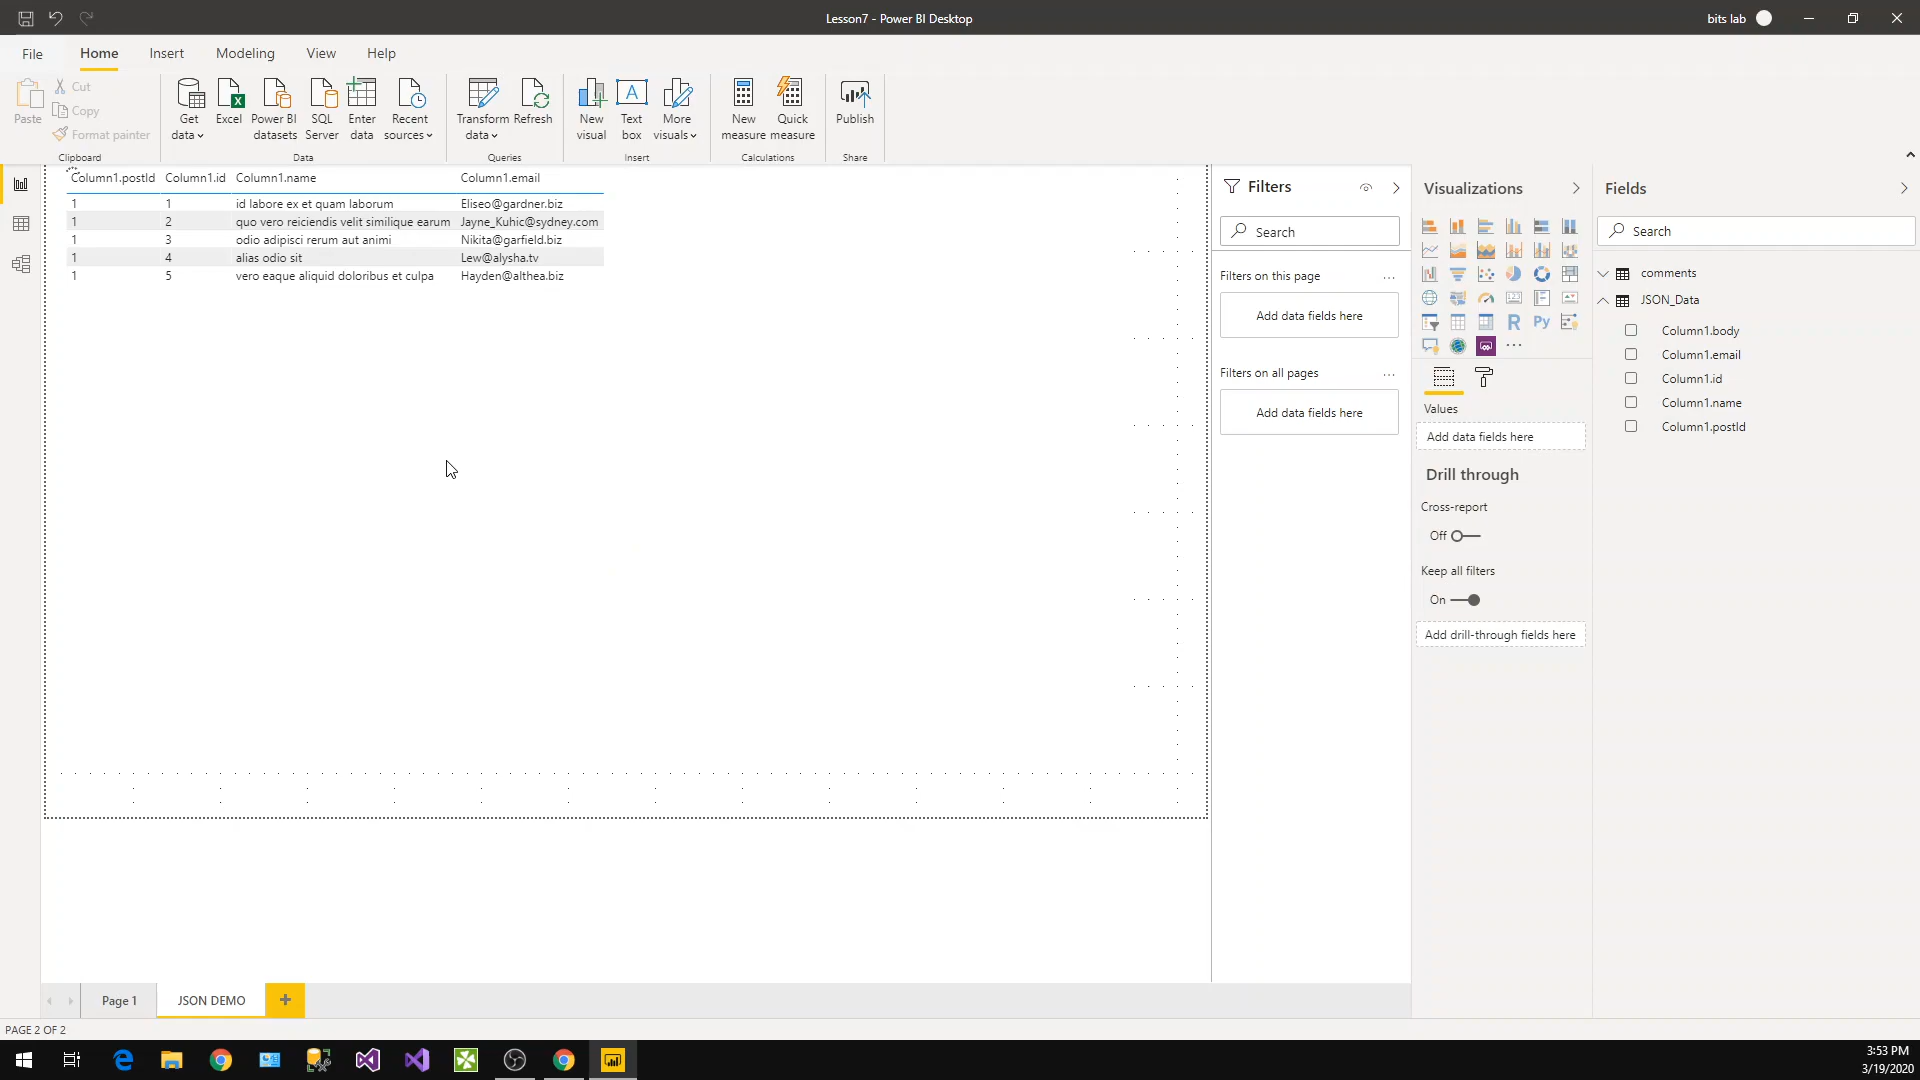 Lesson7 - Power BI Desktop
bits lab
File Home Insert Modeling View Help
Paste
Cut
Copy
Format painter
Clipboard
Get data
Excel
Power BI datasets
SQL Server
Enter data
Recent sources
Data
Transform data
Refresh
Queries
New visual
Text box
More visuals
Insert
New measure
Quick measure
Calculations
Publish
Share
Column1.postId Column1.id Column1.name Column1.email
1 1 id labore ex et quam laborum Eliseo@gardner.biz
1 2 quo vero reiciendis velit similique earum Jayne_Kuhic@sydney.com
1 3 odio adipisci rerum aut animi Nikita@garfield.biz
1 4 alias odio sit Lew@alysha.tv
1 5 vero eaque aliquid doloribus et culpa Hayden@althea.biz
Filters
Search
Filters on this page
Add data fields here
Filters on all pages
Add data fields here
Visualizations
R Py
Values
Add data fields here
Drill through
Cross-report
Off
Keep all filters
On
Add drill-through fields here
Fields
Search
comments
JSON_Data
Column1.body
Column1.email
Column1.id
Column1.name
Column1.postId
Page 1 JSON DEMO +
PAGE 2 OF 2
3:53 PM
3/19/2020